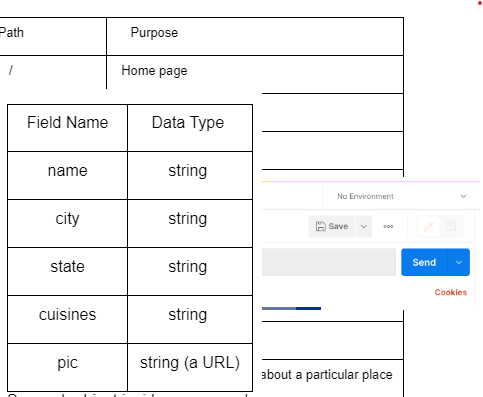 Path Purpose
/ Home page
Field Name Data Type
name string
city string
state string
cuisines string
pic string (a URL)
No Environment
Save
Send
Cookies
about a particular place